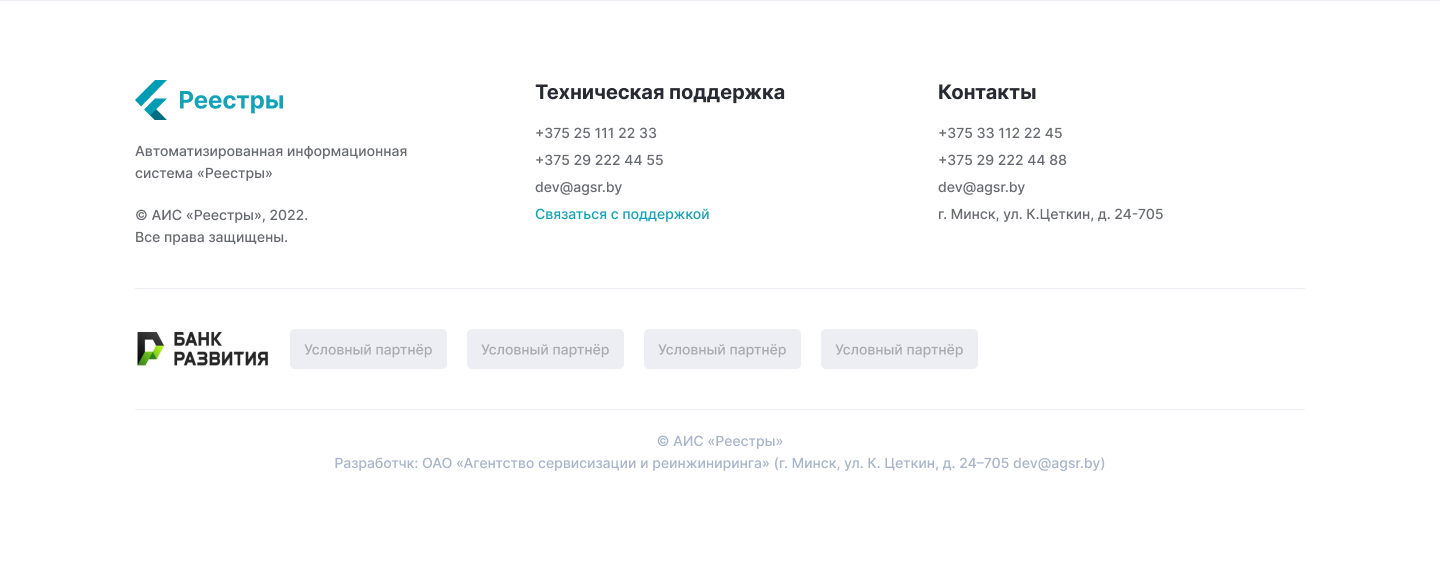 Реестры
Автоматизированная информационная
система «Реестры»
© АИС «Реестры», 2022.
Все права защищены.
Техническая поддержка
+375 25 111 22 33
+375 29 222 44 55
dev@agsr.by
Связаться с поддержкой
Контакты
+375 33 112 22 45
+375 29 222 44 88
dev@agsr.by
г. Минск, ул. К.Цеткин, д. 24-705
БАНК
РАЗВИТИЯ
Условный партнёр
Условный партнёр
Условный партнёр
Условный партнёр
© АИС «Реестры»
Разработчк: ОАО «Агентство сервисизации и реинжиниринга» (г. Минск, ул. К. Цеткин, д. 24–705 dev@agsr.by)